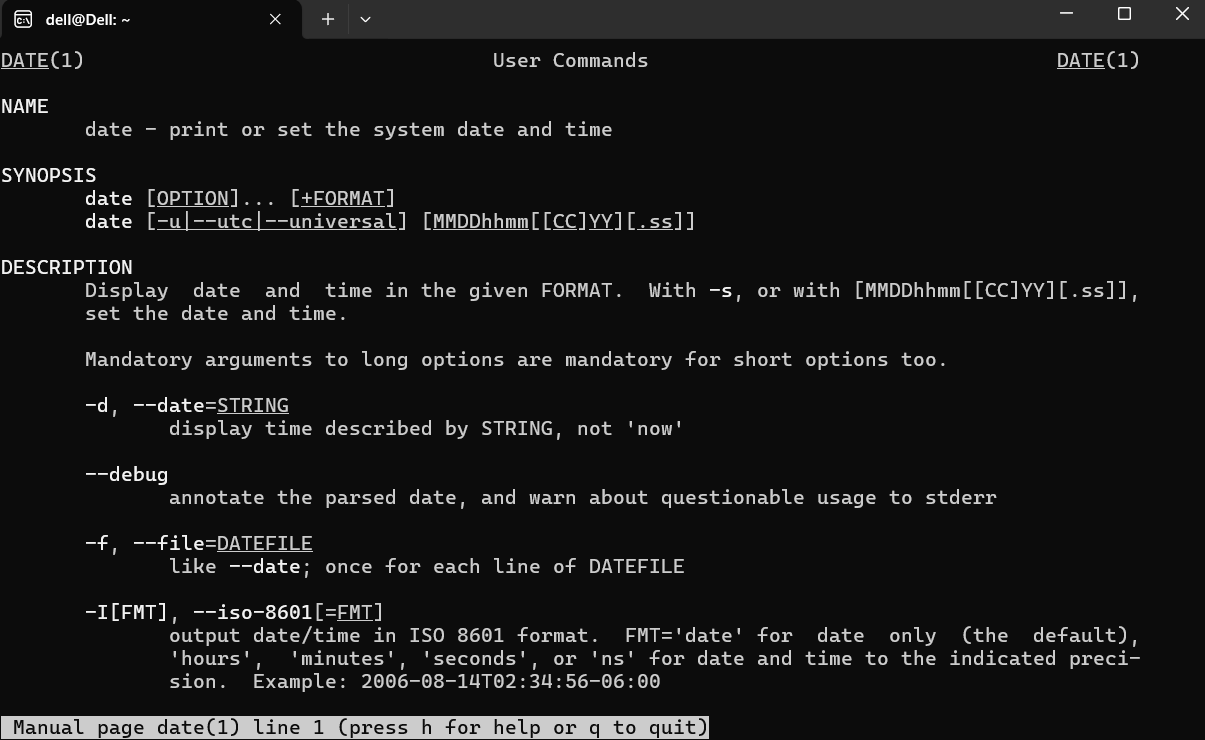 dell@Dell: ~
DATE(1) User Commands DATE(1)
NAME
date - print or set the system date and time
SYNOPSIS
date [OPTION]... [+FORMAT]
date [-u|--utc|--universal] [MMDDhhmm[[CC]YY][.ss]]
DESCRIPTION
Display date and time in the given FORMAT. With -s, or with [MMDDhhmm[[CC]YY][.ss]],
set the date and time.
Mandatory arguments to long options are mandatory for short options too.
-d, --date=STRING
display time described by STRING, not 'now'
--debug
annotate the parsed date, and warn about questionable usage to stderr
-f, --file=DATEFILE
like --date; once for each line of DATEFILE
-I[FMT], --iso-8601[=FMT]
output date/time in ISO 8601 format. FMT='date' for date only (the default),
'hours', 'minutes', 'seconds', or 'ns' for date and time to the indicated preci-
sion. Example: 2006-08-14T02:34:56-06:00
Manual page date(1) line 1 (press h for help or q to quit)